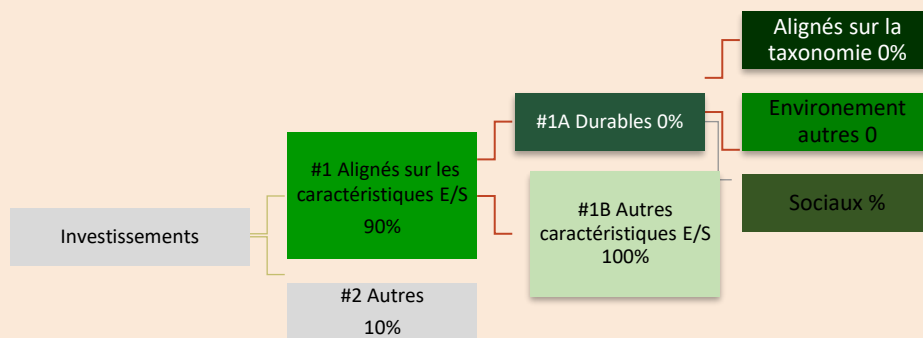 Investissements
#1 Alignés sur les
caractéristiques E/S
90%
#2 Autres
10%
#1A Durables 0%
#1B Autres
caractéristiques E/S
100%
Alignés sur la
taxonomie 0%
Environement
autres 0
Sociaux %